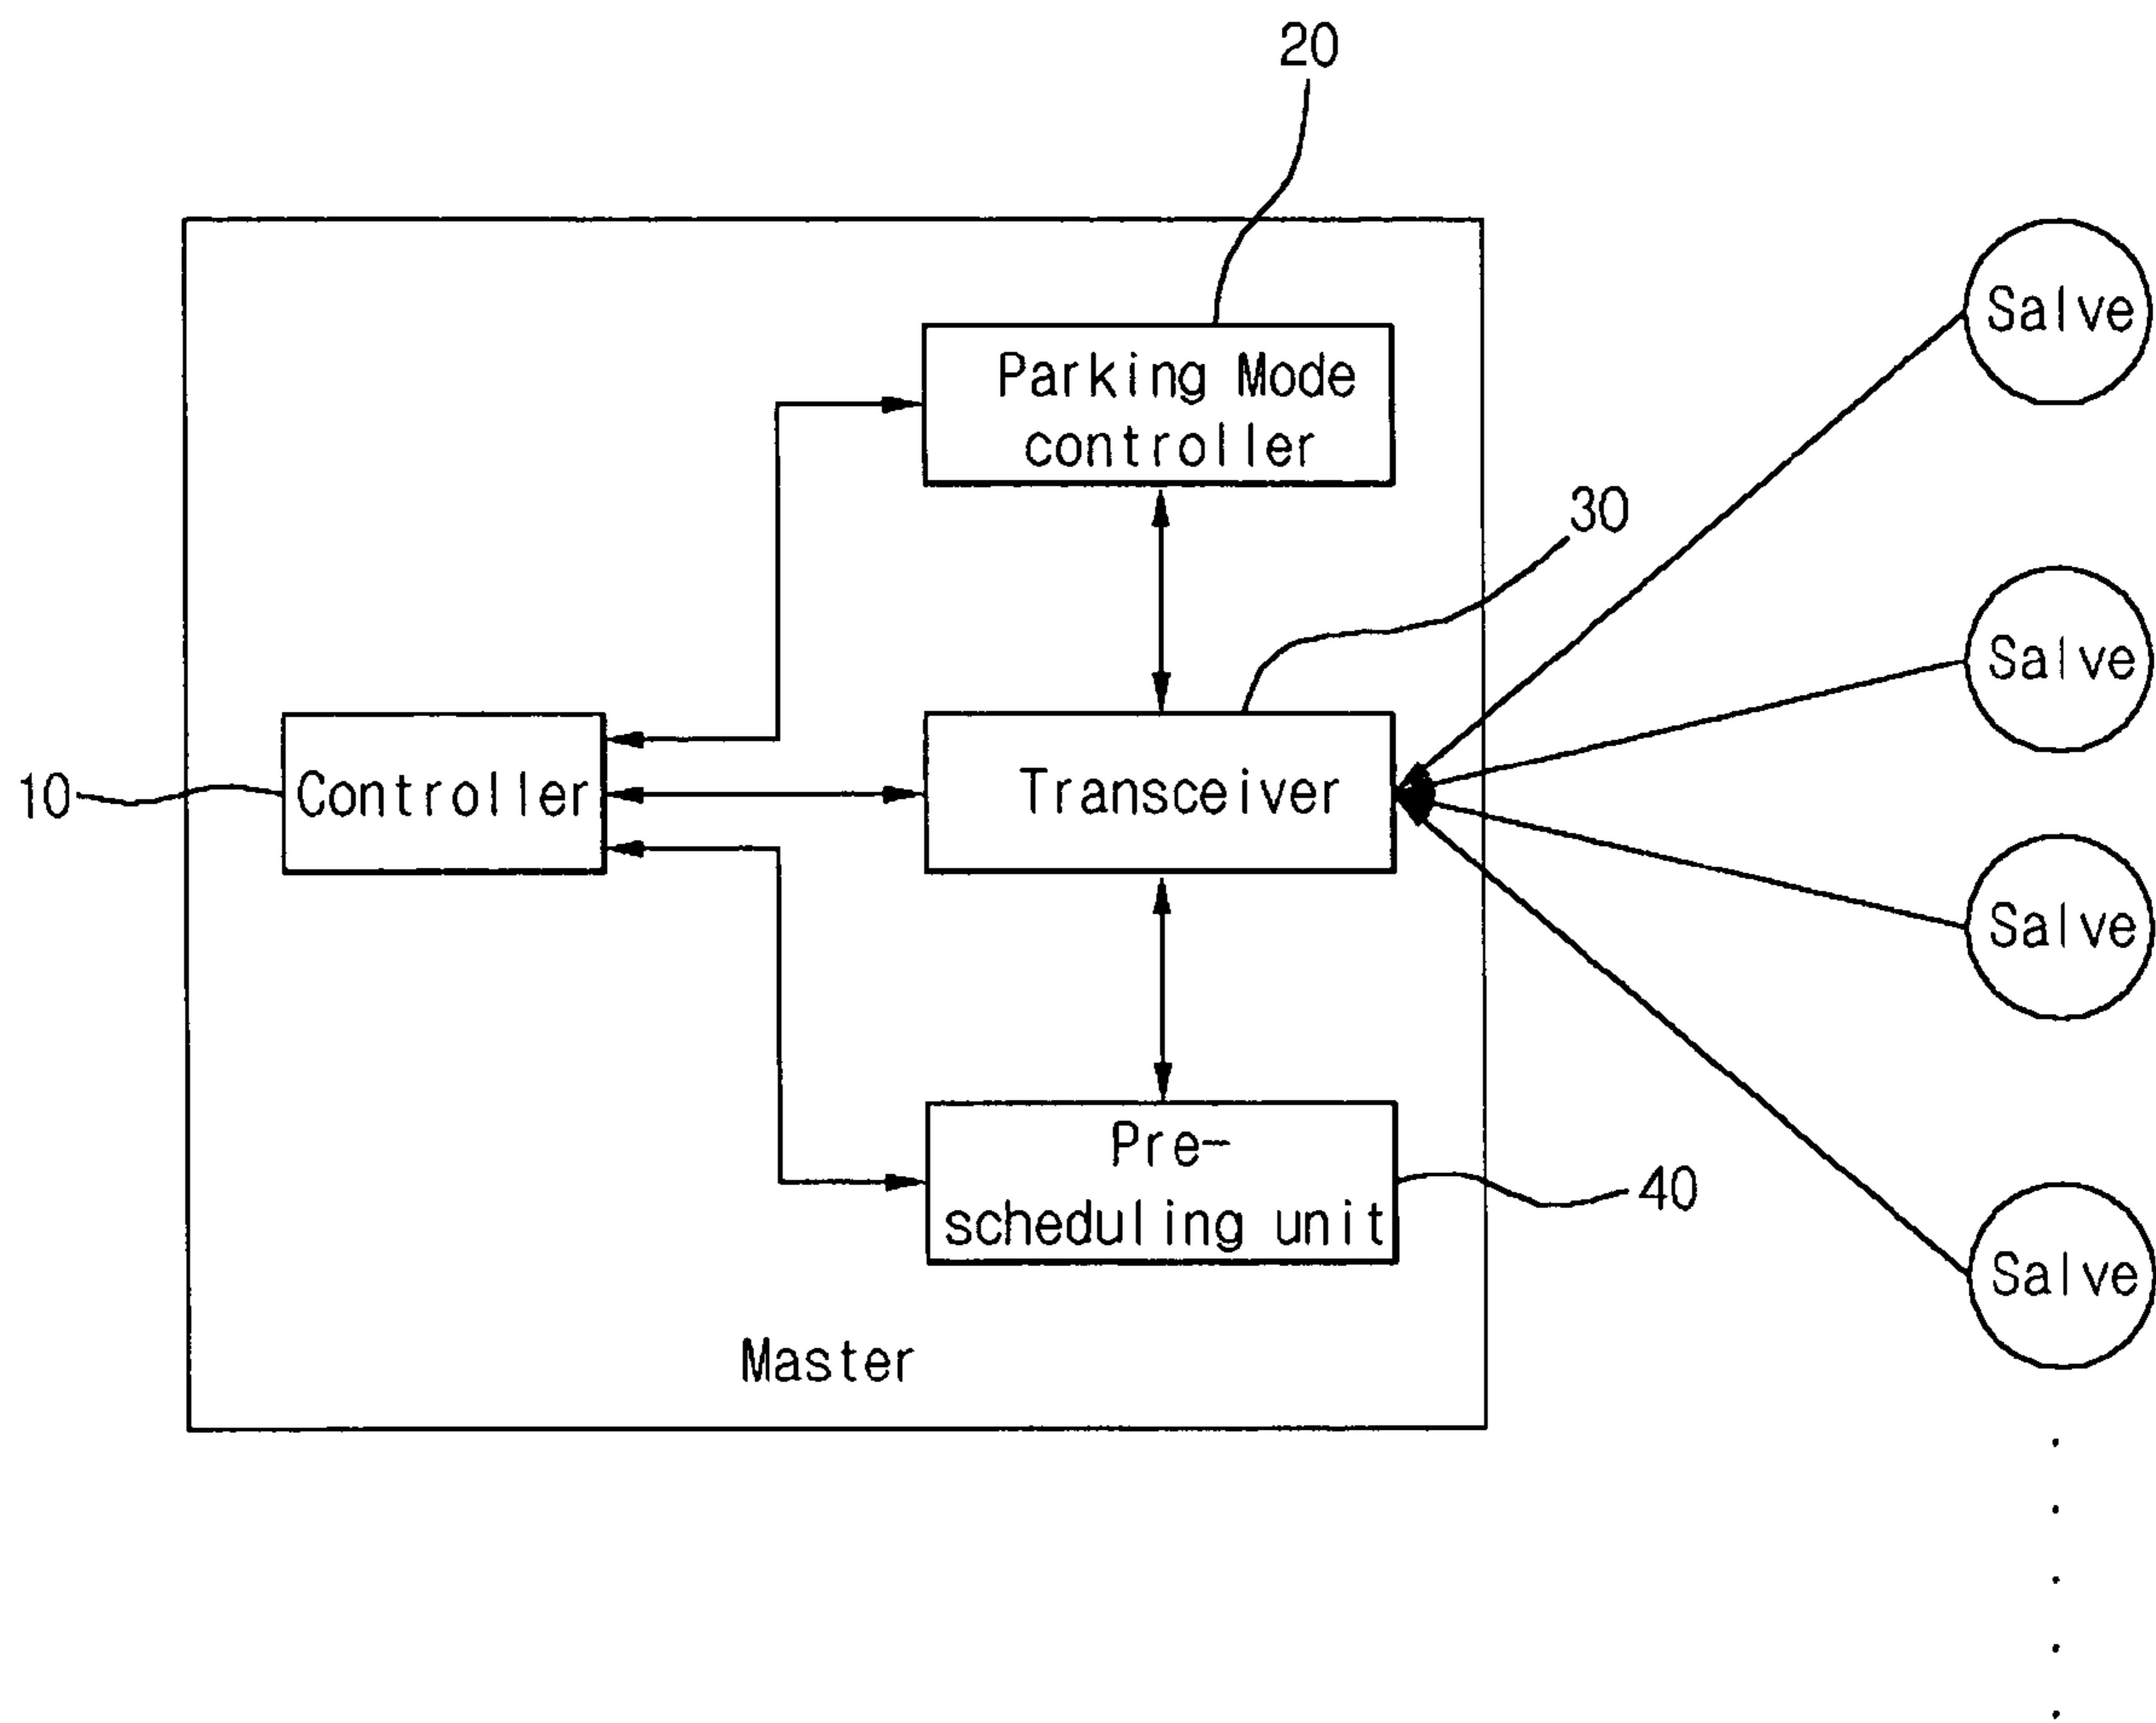 20
Salve
Parking Mode
controller
30
Salve
10
Controller
Transceiver
Salve
Pre-
scheduling unit
40
Salve
Master